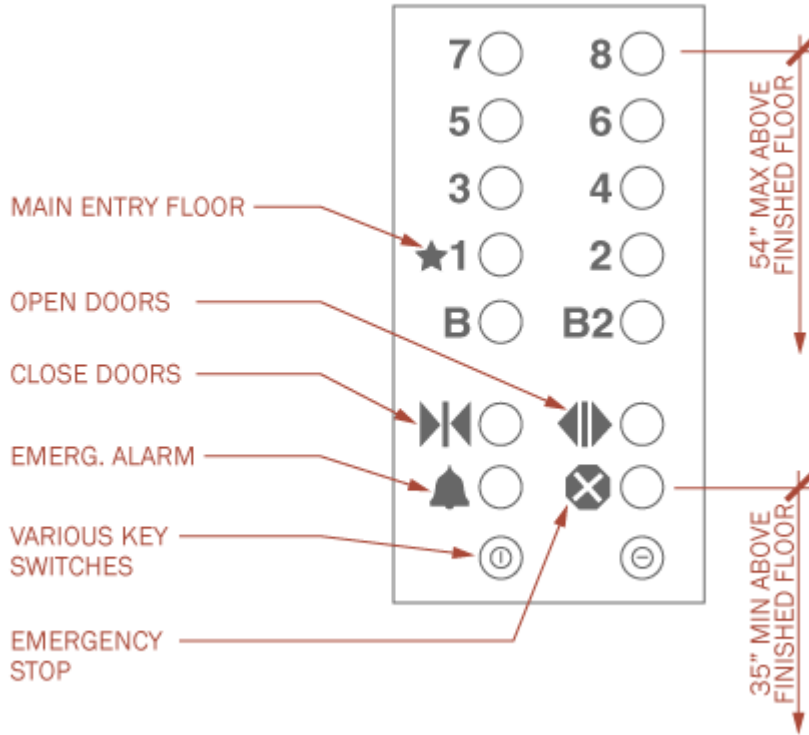 7 8
5 6
3 4
MAIN ENTRY FLOOR
★1 2
OPEN DOORS
B B2
CLOSE DOORS
EMERG. ALARM
VARIOUS KEY
SWITCHES
EMERGENCY
STOP
54" MAX ABOVE
FINISHED FLOOR
35" MIN ABOVE
FINISHED FLOOR